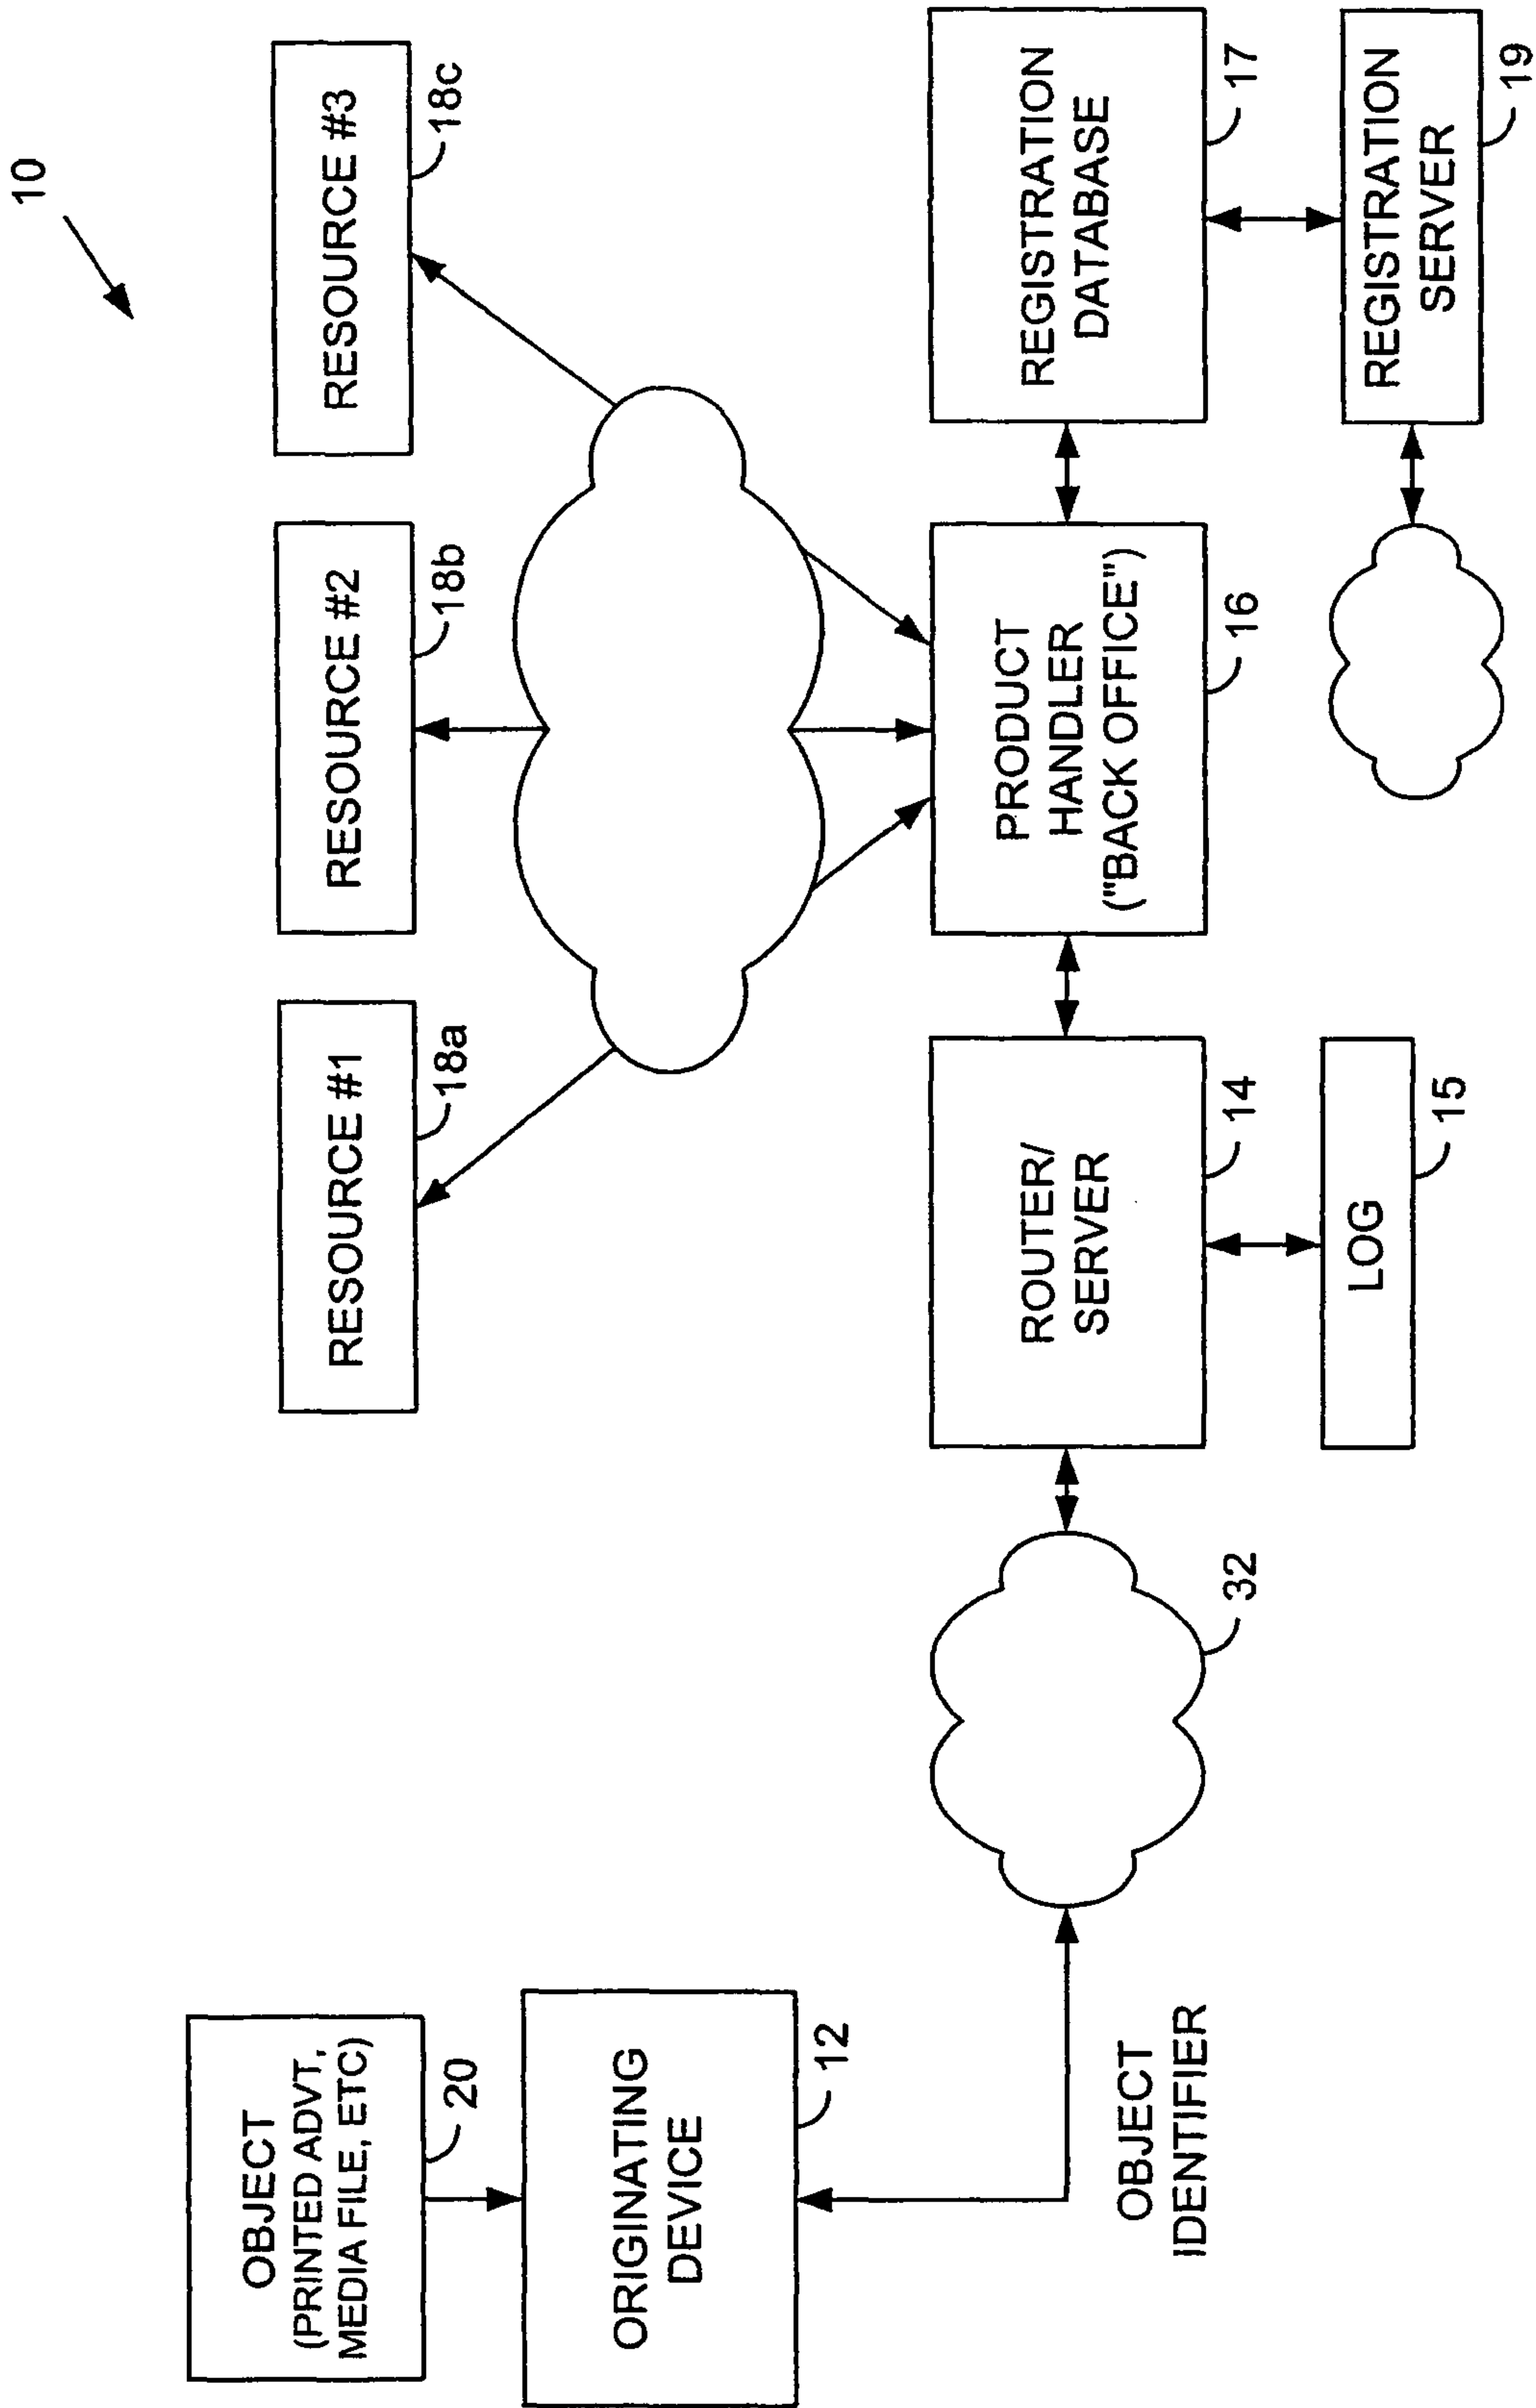 10
RESOURCE #1
18a
RESOURCE #2
18b
RESOURCE #3
18c
OBJECT
(PRINTED ADVT,
MEDIA FILE, ETC)
20
ORIGINATING
DEVICE
12
OBJECT
IDENTIFIER
32
ROUTER/
SERVER
14
LOG
15
PRODUCT
HANDLER
("BACK OFFICE")
16
REGISTRATION
DATABASE
17
REGISTRATION
SERVER
19